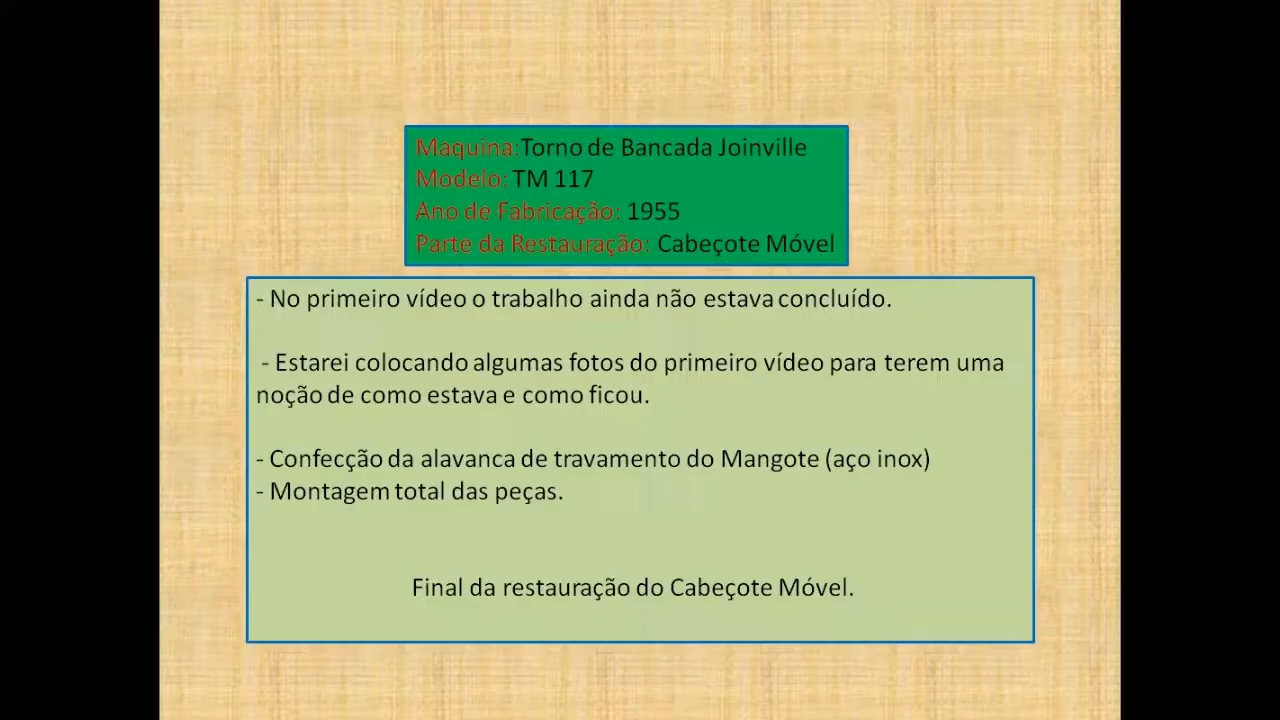 Maquina:Torno de Bancada Joinville
Modelo: TM 117
Ano de Fabricação: 1955
Parte da Restauração: Cabeçote Móvel
- No primeiro vídeo o trabalho ainda não estava concluído.
- Estarei colocando algumas fotos do primeiro vídeo para terem uma
noção de como estava e como ficou.
- Confecção da alavanca de travamento do Mangote (aço inox)
- Montagem total das peças.
Final da restauração do Cabeçote Móvel.